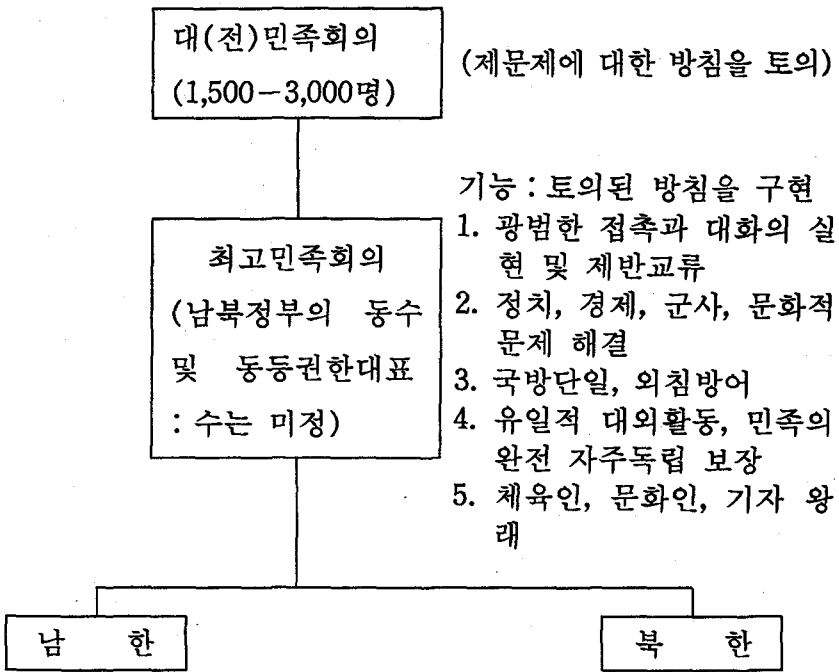 대(전)민족회의
(1,500－3,000명)
(제문제에 대한 방침을 토의)
최고민족회의
(남북정부의 동수
및 동등권한대표
: 수는 미정)
기능 : 토의된 방침을 구현
1. 광범한 접촉과 대화의 실
현 및 제반교류
2. 정치, 경제, 군사, 문화적
문제 해결
3. 국방단일, 외침방어
4. 유일적 대외활동, 민족의
완전 자주독립 보장
5. 체육인, 문화인, 기자 왕
래
남 한
북 한